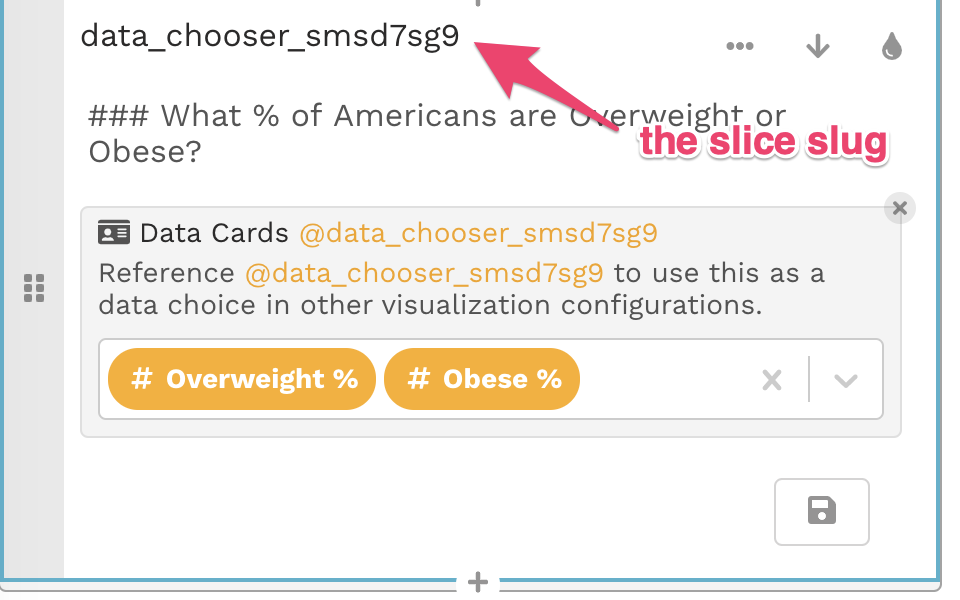 data_chooser_smsd7sg9
### What % of Americans are Overweight or
Obese?
the slice slug
Data Cards @data_chooser_smsd7sg9
Reference @data_chooser_smsd7sg9 to use this as a
data choice in other visualization configurations.
# Overweight % # Obese %